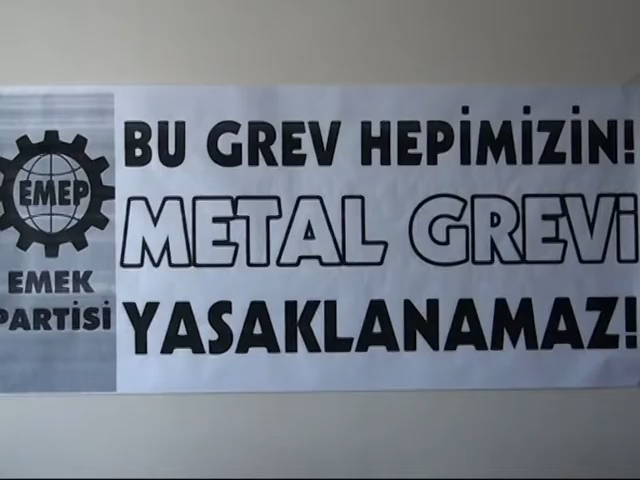 BU GREV HEPİMİZİN!
METAL GREVİ
YASAKLANAMAZ!
EMEP
EMEK
PARTİSİ